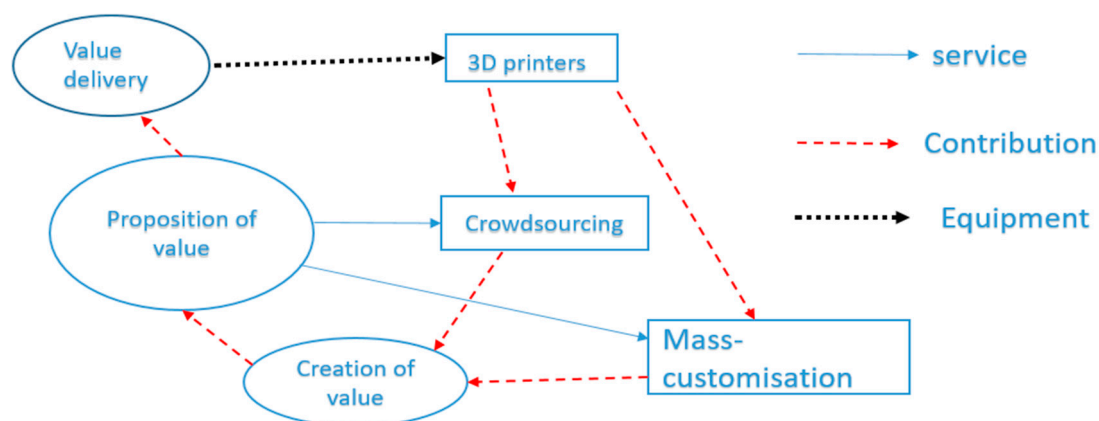 Value
delivery
3D printers
service
Contribution
Proposition of
value
Crowdsourcing
Equipment
Mass-
customisation
Creation of
value